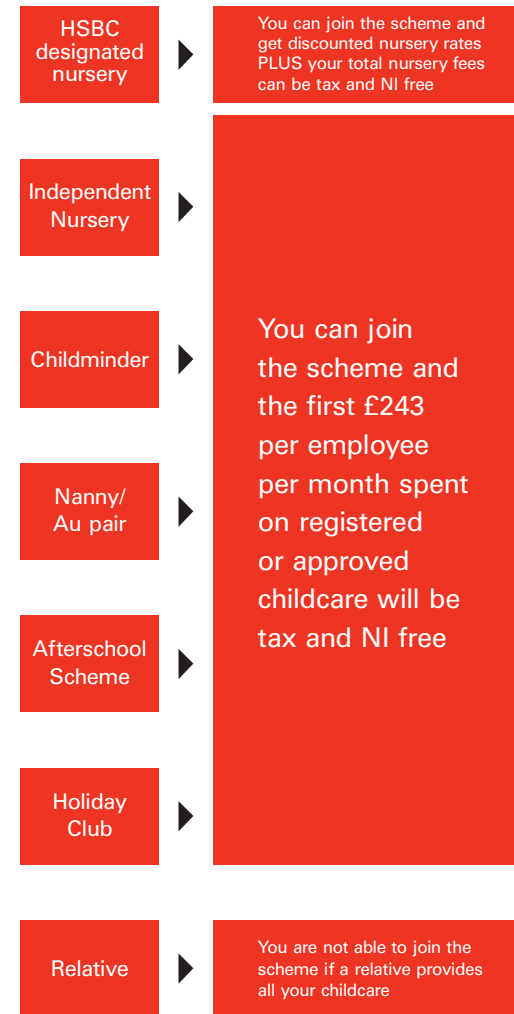 HSBC
designated
nursery
You can join the scheme and
get discounted nursery rates
PLUS your total nursery fees
can be tax and NI free
Independent
Nursery
Childminder
Nanny/
Au pair
Afterschool
Scheme
Holiday
Club
You can join
the scheme and
the first £243
per employee
per month spent
on registered
or approved
childcare will be
tax and NI free
Relative
You are not able to join the
scheme if a relative provides
all your childcare